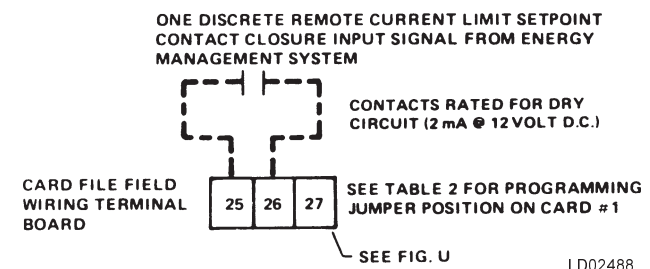 ONE DISCRETE REMOTE CURRENT LIMIT SETPOINT
CONTACT CLOSURE INPUT SIGNAL FROM ENERGY
MANAGEMENT SYSTEM
CONTACTS RATED FOR DRY
CIRCUIT (2 mA @ 12 VOLT D.C.)
CARD FILE FIELD
WIRING TERMINAL
BOARD
25 26 27
SEE TABLE 2 FOR PROGRAMMING
JUMPER POSITION ON CARD #1
SEE FIG. U
LD02488